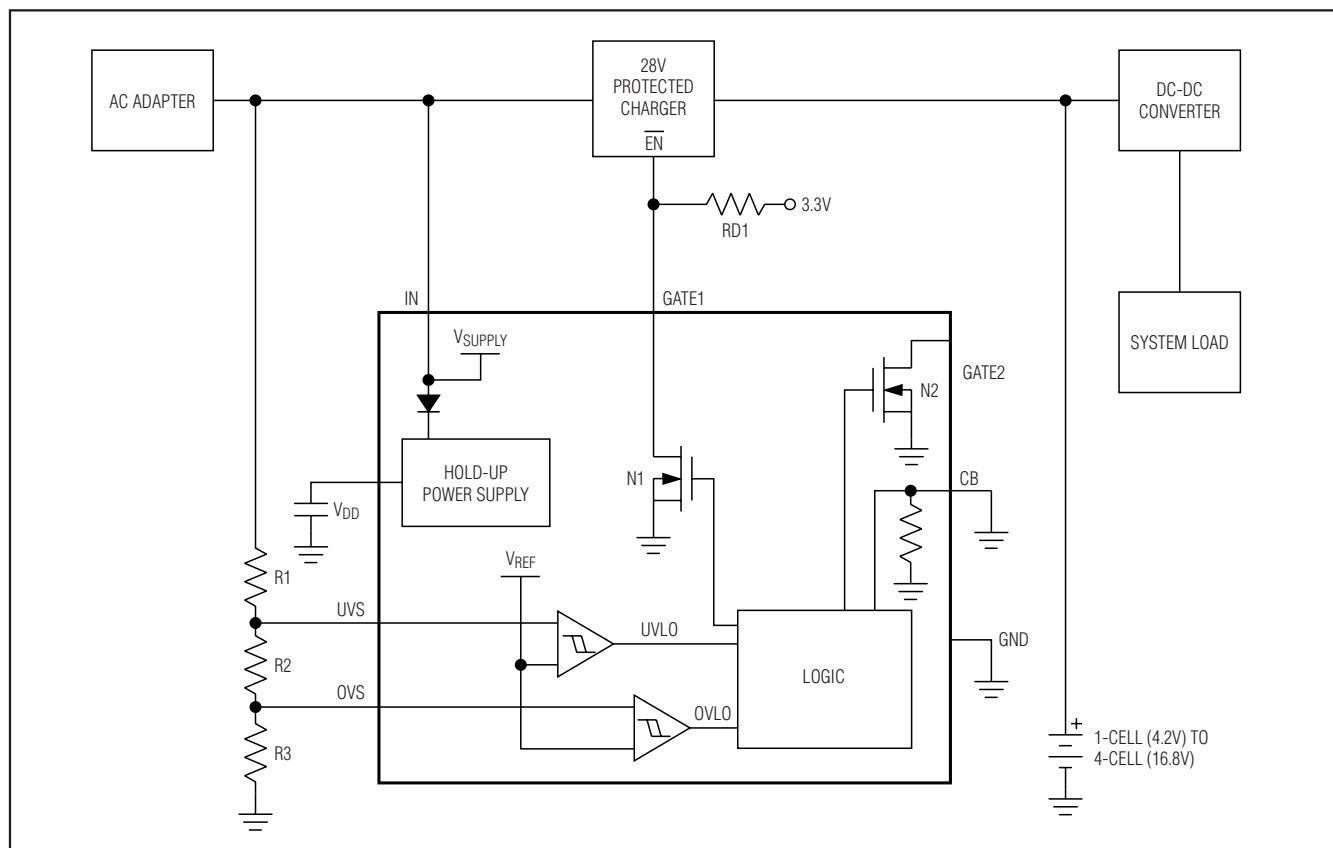 AC ADAPTER
28V
PROTECTED
CHARGER
EN
DC-DC
CONVERTER
3.3V
RD1
IN
GATE1
VSUPPLY
SYSTEM LOAD
GATE2
N2
HOLD-UP
POWER SUPPLY
N1
CB
VDD
VREF
R1
UVS
UVLO
GND
R2
LOGIC
OVS
OVLO
R3
+
1-CELL (4.2V) TO
4-CELL (16.8V)